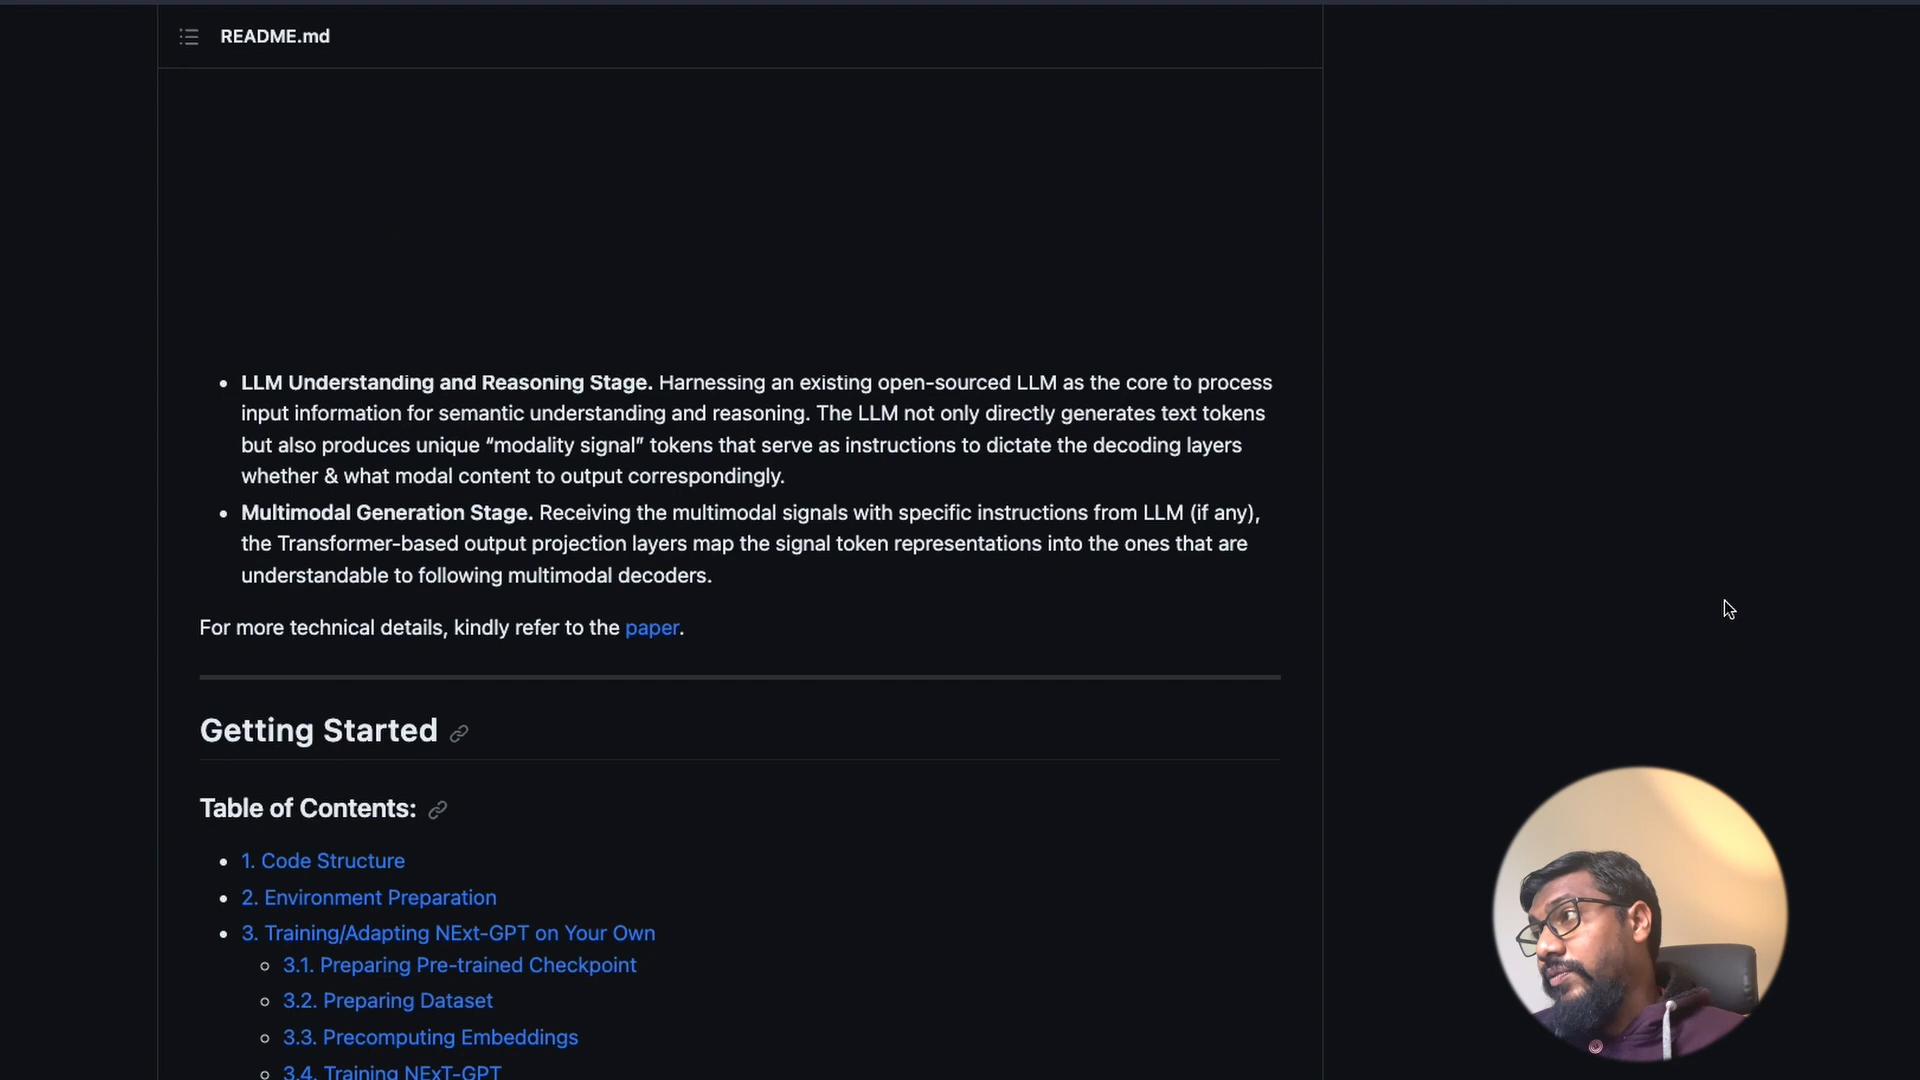 README.md
LLM Understanding and Reasoning Stage. Harnessing an existing open-sourced LLM as the core to process
input information for semantic understanding and reasoning. The LLM not only directly generates text tokens
but also produces unique “modality signal” tokens that serve as instructions to dictate the decoding layers
whether & what modal content to output correspondingly.
Multimodal Generation Stage. Receiving the multimodal signals with specific instructions from LLM (if any),
the Transformer-based output projection layers map the signal token representations into the ones that are
understandable to following multimodal decoders.
For more technical details, kindly refer to the paper.
Getting Started
Table of Contents:
1. Code Structure
2. Environment Preparation
3. Training/Adapting NExt-GPT on Your Own
3.1. Preparing Pre-trained Checkpoint
3.2. Preparing Dataset
3.3. Precomputing Embeddings
3.4. Training NExT-GPT